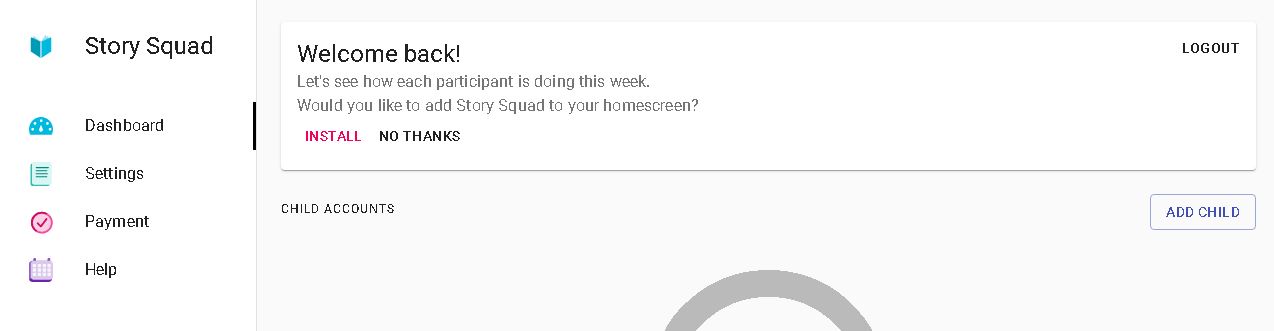 Story Squad
Dashboard
Settings
Payment
Help
Welcome back!
LOGOUT
Let's see how each participant is doing this week.
Would you like to add Story Squad to your homescreen?
INSTALL NO THANKS
CHILD ACCOUNTS
ADD CHILD